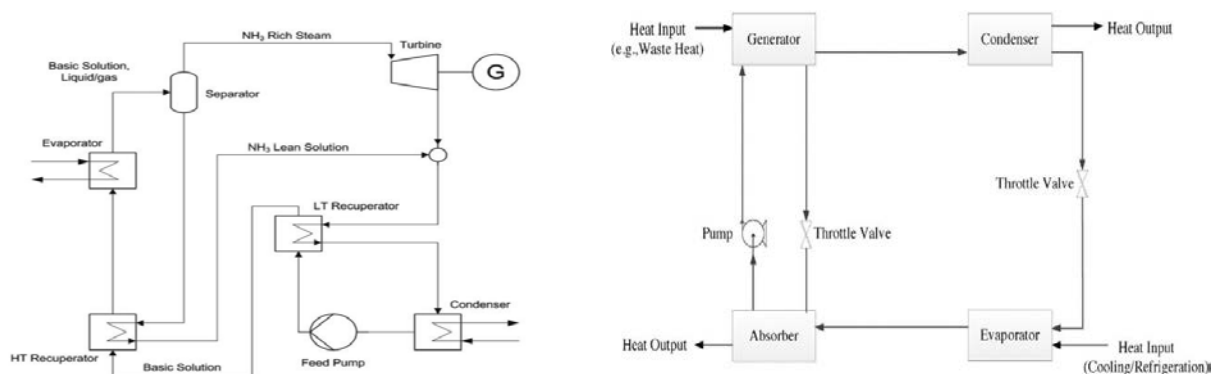 NH₃ Rich Steam
Turbine
Basic Solution,
Liquid/gas
G
Separator
Evaporator
NH₃ Lean Solution
LT Recuperator
Condenser
HT Recuperator
Feed Pump
Basic Solution
Heat Input
(e.g.,Waste Heat)
Generator
Condenser
Heat Output
Throttle Valve
Pump
Throttle Valve
Absorber
Evaporator
Heat Output
Heat Input
(Cooling/Refrigeration)